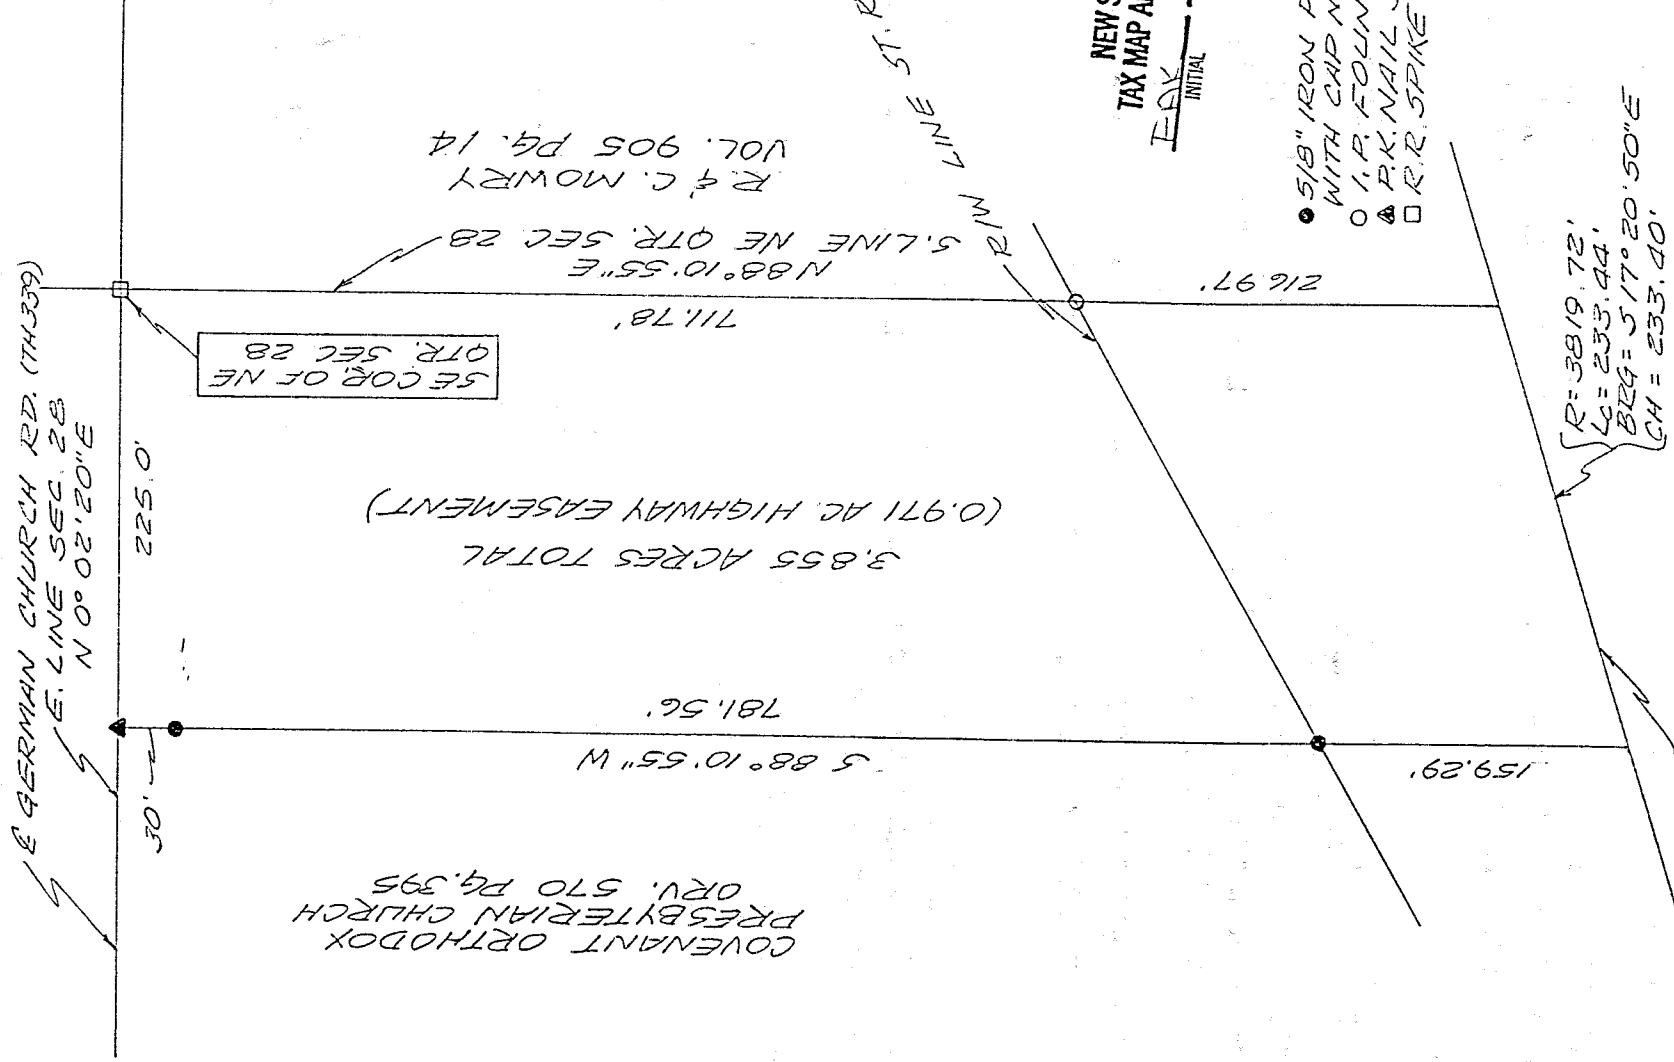 ℄ GERMAN CHURCH RD. (TH339)
E. LINE SEC. 28
N 0° 02' 20" E
225.0'
30'
SE COR. OF NE
QTR. SEC 28
R. & C. MOWRY
VOL. 905 PG. 14
S. LINE NE QTR. SEC 28
N 88° 10' 55" E
711.78'
216.97'
3.855 ACRES TOTAL
(0.971 AC. HIGHWAY EASEMENT)
781.56'
S 88° 10' 55" W
159.29'
COVENANT ORTHODOX
PRESBYTERIAN CHURCH
ORV. 570 PG. 395
R/W LINE ST. R
NEW S
TAX MAP A
INITIAL
● 5/8" IRON P
WITH CAP N
○ I.P. FOUN
▲ P.K. NAIL S
□ R.R. SPIKE
R= 3819.72'
Lc= 233.44'
BRG= S 17° 20' 50" E
CH = 233.40'